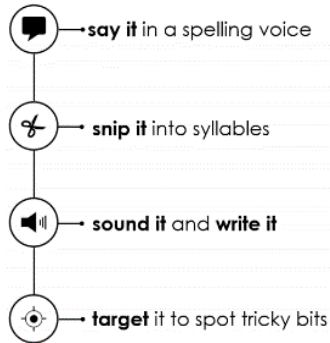 say it in a spelling voice
snip it into syllables
sound it and write it
target it to spot tricky bits